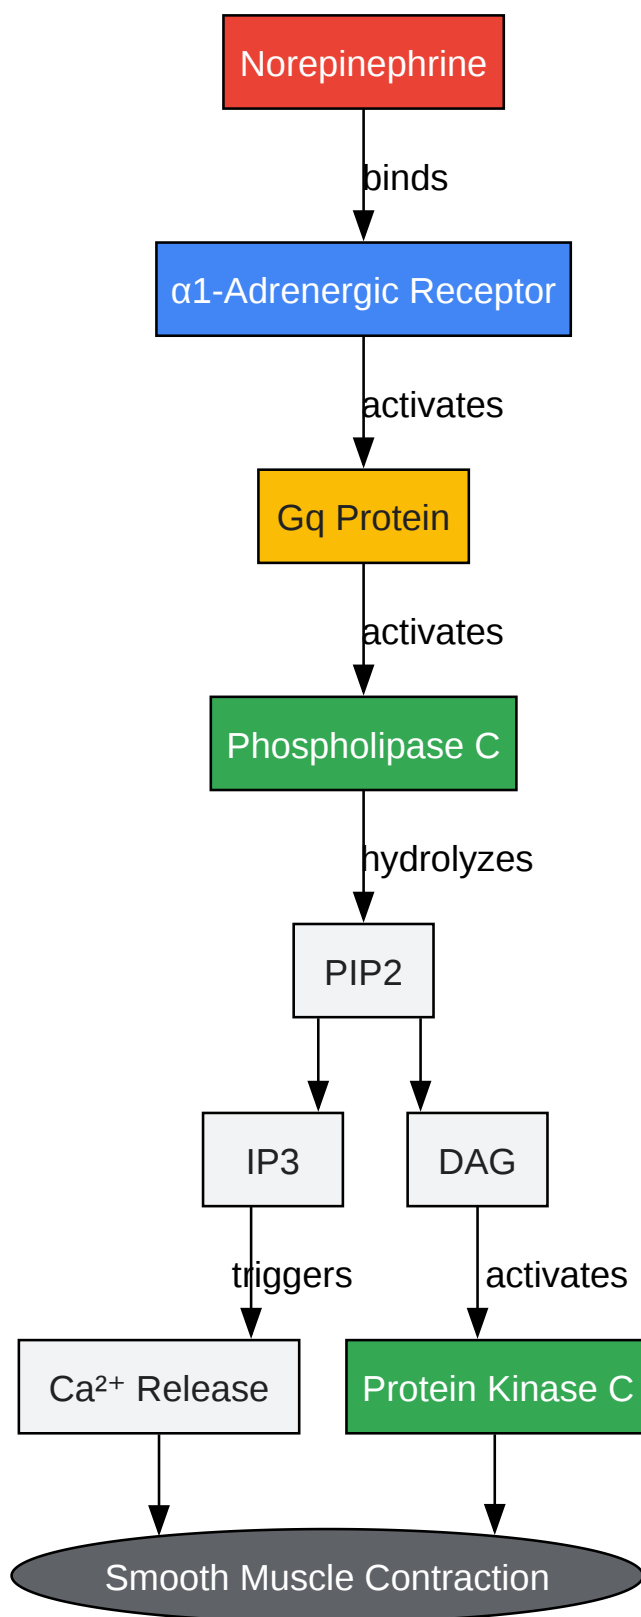 Norepinephrine
binds
α1-Adrenergic Receptor
activates
Gq Protein
activates
Phospholipase C
hydrolyzes
PIP2
IP3
DAG
triggers
activates
Ca²⁺ Release
Protein Kinase C
Smooth Muscle Contraction